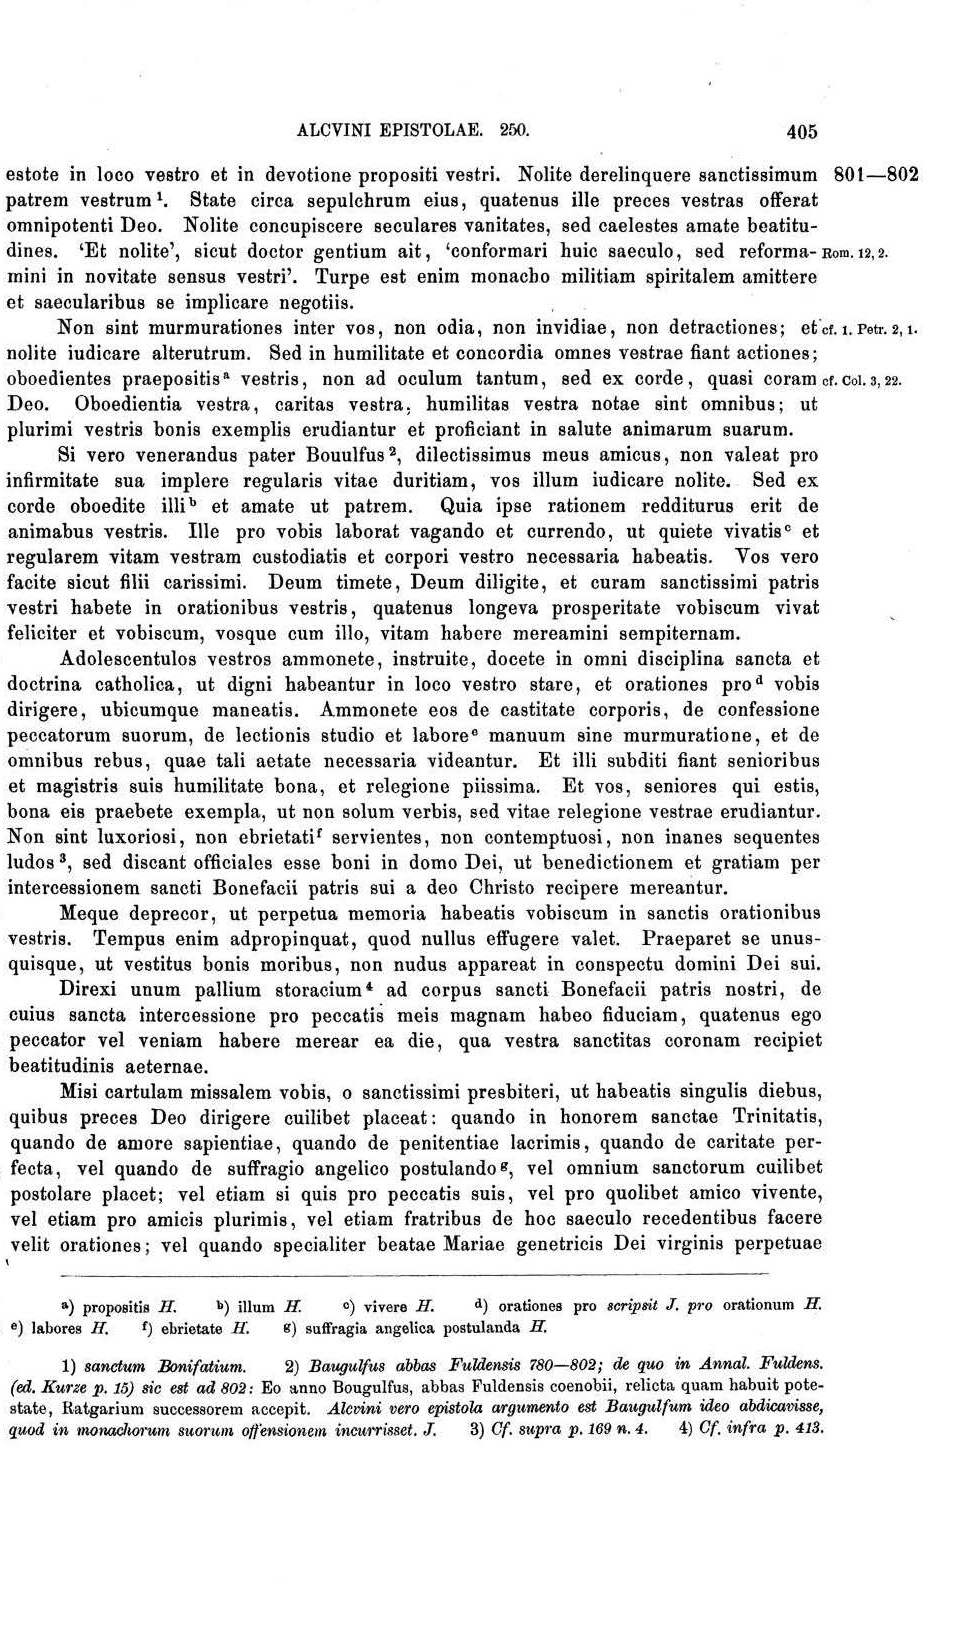 ALCVINI EPISTOLAE. 250. 405
estote in loco vestro et in devotione propositi vestri. Nolite derelinquere sanctissimum 801—802
patrem vestrum ¹. State circa sepulchrum eius, quatenus ille preces vestras offerat
omnipotenti Deo. Nolite concupiscere seculares vanitates, sed caelestes amate beatitu-
dines. ‘Et nolite’, sicut doctor gentium ait, ‘conformari huic saeculo, sed reforma- Rom. 12, 2.
mini in novitate sensus vestri’. Turpe est enim monacho militiam spiritalem amittere
et saecularibus se implicare negotiis.
Non sint murmurationes inter vos, non odia, non invidiae, non detractiones; et cf. 1. Petr. 2, 1.
nolite iudicare alterutrum. Sed in humilitate et concordia omnes vestrae fiant actiones;
oboedientes praepositis ᵃ vestris, non ad oculum tantum, sed ex corde, quasi coram cf. Col. 3, 22.
Deo. Oboedientia vestra, caritas vestra, humilitas vestra notae sint omnibus; ut
plurimi vestris bonis exemplis erudiantur et proficiant in salute animarum suarum.
Si vero venerandus pater Bouulfus ², dilectissimus meus amicus, non valeat pro
infirmitate sua implere regularis vitae duritiam, vos illum iudicare nolite. Sed ex
corde oboedite illi ᵇ et amate ut patrem. Quia ipse rationem redditurus erit de
animabus vestris. Ille pro vobis laborat vagando et currendo, ut quiete vivatis ᶜ et
regularem vitam vestram custodiatis et corpori vestro necessaria habeatis. Vos vero
facite sicut filii carissimi. Deum timete, Deum diligite, et curam sanctissimi patris
vestri habete in orationibus vestris, quatenus longeva prosperitate vobiscum vivat
feliciter et vobiscum, vosque cum illo, vitam habere mereamini sempiternam.
Adolescentulos vestros ammonete, instruite, docete in omni disciplina sancta et
doctrina catholica, ut digni habeantur in loco vestro stare, et orationes pro ᵈ vobis
dirigere, ubicumque maneatis. Ammonete eos de castitate corporis, de confessione
peccatorum suorum, de lectionis studio et labore ᵉ manuum sine murmuratione, et de
omnibus rebus, quae tali aetate necessaria videantur. Et illi subditi fiant senioribus
et magistris suis humilitate bona, et relegione piissima. Et vos, seniores qui estis,
bona eis praebete exempla, ut non solum verbis, sed vitae relegione vestrae erudiantur.
Non sint luxoriosi, non ebrietati ᶠ servientes, non contemptuosi, non inanes sequentes
ludos ³, sed discant officiales esse boni in domo Dei, ut benedictionem et gratiam per
intercessionem sancti Bonefacii patris sui a deo Christo recipere mereantur.
Meque deprecor, ut perpetua memoria habeatis vobiscum in sanctis orationibus
vestris. Tempus enim adpropinquat, quod nullus effugere valet. Praeparet se unus-
quisque, ut vestitus bonis moribus, non nudus appareat in conspectu domini Dei sui.
Direxi unum pallium storacium ⁴ ad corpus sancti Bonefacii patris nostri, de
cuius sancta intercessione pro peccatis meis magnam habeo fiduciam, quatenus ego
peccator vel veniam habere merear ea die, qua vestra sanctitas coronam recipiet
beatitudinis aeternae.
Misi cartulam missalem vobis, o sanctissimi presbiteri, ut habeatis singulis diebus,
quibus preces Deo dirigere cuilibet placeat: quando in honorem sanctae Trinitatis,
quando de amore sapientiae, quando de penitentiae lacrimis, quando de caritate per-
fecta, vel quando de suffragio angelico postulando ᵍ, vel omnium sanctorum cuilibet
postolare placet; vel etiam si quis pro peccatis suis, vel pro quolibet amico vivente,
vel etiam pro amicis plurimis, vel etiam fratribus de hoc saeculo recedentibus facere
velit orationes; vel quando specialiter beatae Mariae genetricis Dei virginis perpetuae
a) propositis H. b) illum H. c) vivere H. d) orationes pro scripsit J. pro orationum H.
e) labores H. f) ebrietate H. g) suffragia angelica postulanda H.
1) sanctum Bonifatium. 2) Baugulfus abbas Fuldensis 780—802; de quo in Annal. Fuldens.
(ed. Kurze p. 15) sic est ad 802: Eo anno Bougulfus, abbas Fuldensis coenobii, relicta quam habuit pote-
state, Ratgarium successorem accepit. Alcvini vero epistola argumento est Baugulfum ideo abdicavisse,
quod in monachorum suorum offensionem incurrisset. J. 3) Cf. supra p. 169 n. 4. 4) Cf. infra p. 413.